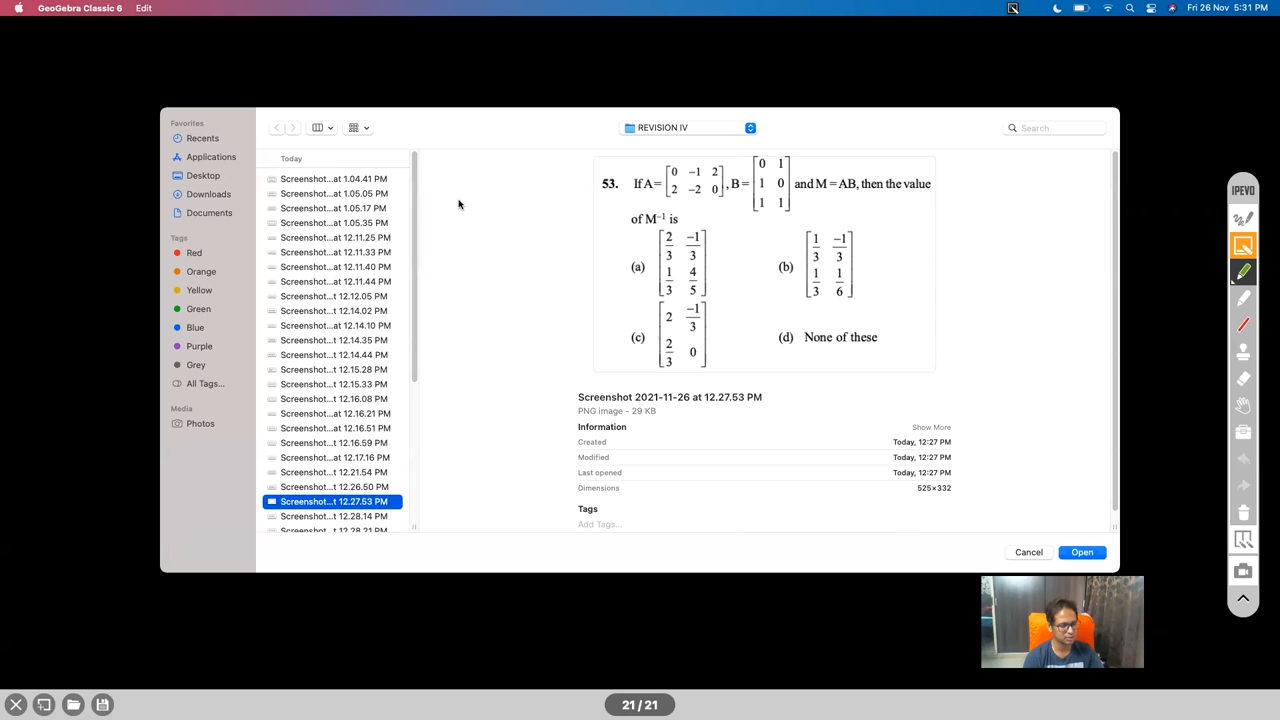 GeoGebra Classic 6 Edit Fri 26 Nov 5:31 PM
Favorites
Recents
Applications
Desktop
Downloads
Documents
Tags
Red
Orange
Yellow
Green
Blue
Purple
Grey
All Tags...
Media
Photos
REVISION IV
Search
Today
Screenshot...at 1.04.41 PM
Screenshot...at 1.05.05 PM
Screenshot...at 1.05.17 PM
Screenshot...at 1.05.35 PM
Screenshot...at 12.11.25 PM
Screenshot...at 12.11.33 PM
Screenshot...at 12.11.40 PM
Screenshot...at 12.11.44 PM
Screenshot...t 12.12.05 PM
Screenshot...t 12.14.02 PM
Screenshot...at 12.14.10 PM
Screenshot...t 12.14.35 PM
Screenshot...t 12.14.44 PM
Screenshot...t 12.15.28 PM
Screenshot...t 12.15.33 PM
Screenshot...t 12.16.08 PM
Screenshot...at 12.16.21 PM
Screenshot...at 12.16.51 PM
Screenshot...t 12.16.59 PM
Screenshot...at 12.17.16 PM
Screenshot...t 12.21.54 PM
Screenshot...t 12.26.50 PM
Screenshot...t 12.27.53 PM
Screenshot...t 12.28.14 PM
Screenshot...t 12.28.21 PM
53. If A = [0 -1 2; 2 -2 0], B = [0 1; 1 0; 1 1] and M = AB, then the value
of M⁻¹ is
(a) [2/3 -1/3; 1/3 4/5] (b) [1/3 -1/3; 1/3 1/6]
(c) [2 -1/3; 2/3 0] (d) None of these
Screenshot 2021-11-26 at 12.27.53 PM
PNG image - 29 KB
Information Show More
Created Today, 12:27 PM
Modified Today, 12:27 PM
Last opened Today, 12:27 PM
Dimensions 525×332
Tags
Add Tags...
Cancel Open
IPEVO
21 / 21